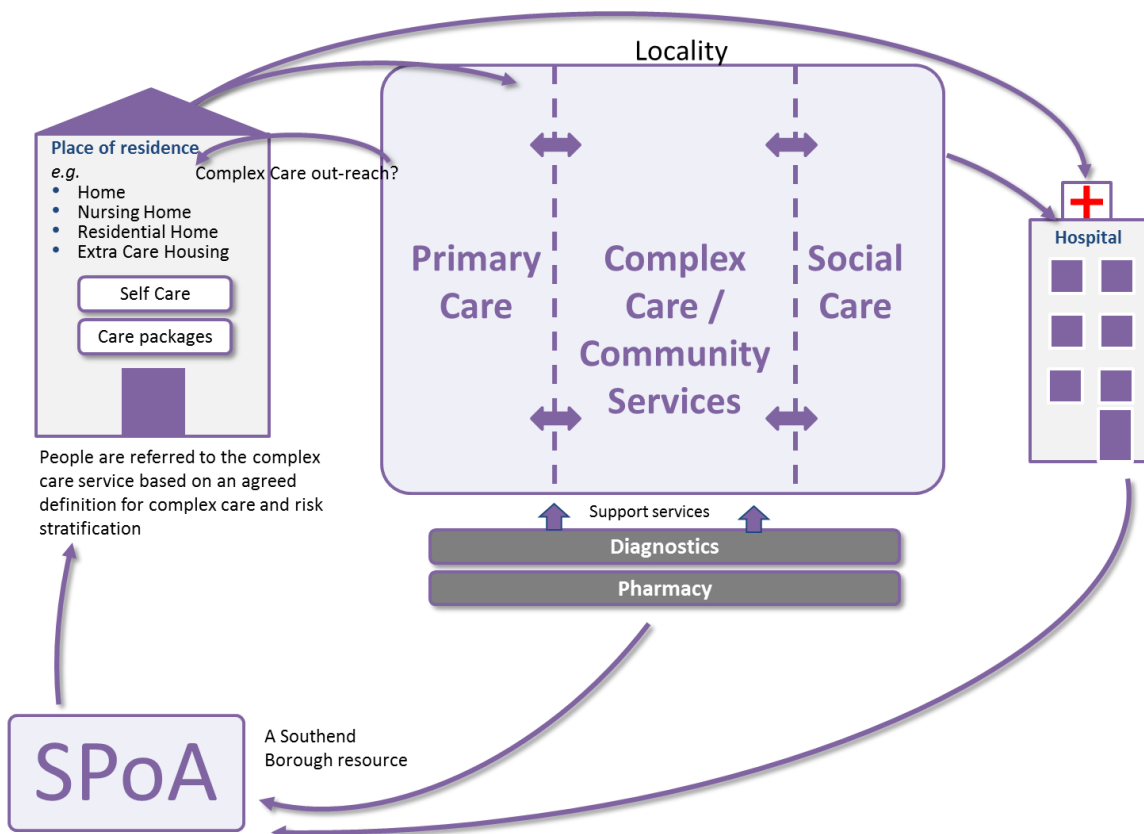 Locality
Place of residence
e.g.
• Home
• Nursing Home
• Residential Home
• Extra Care Housing
Self Care
Care packages
Complex Care out-reach?
Primary
Care
Complex
Care /
Community
Services
Social
Care
Hospital
People are referred to the complex
care service based on an agreed
definition for complex care and risk
stratification
Support services
Diagnostics
Pharmacy
SPoA
A Southend
Borough resource